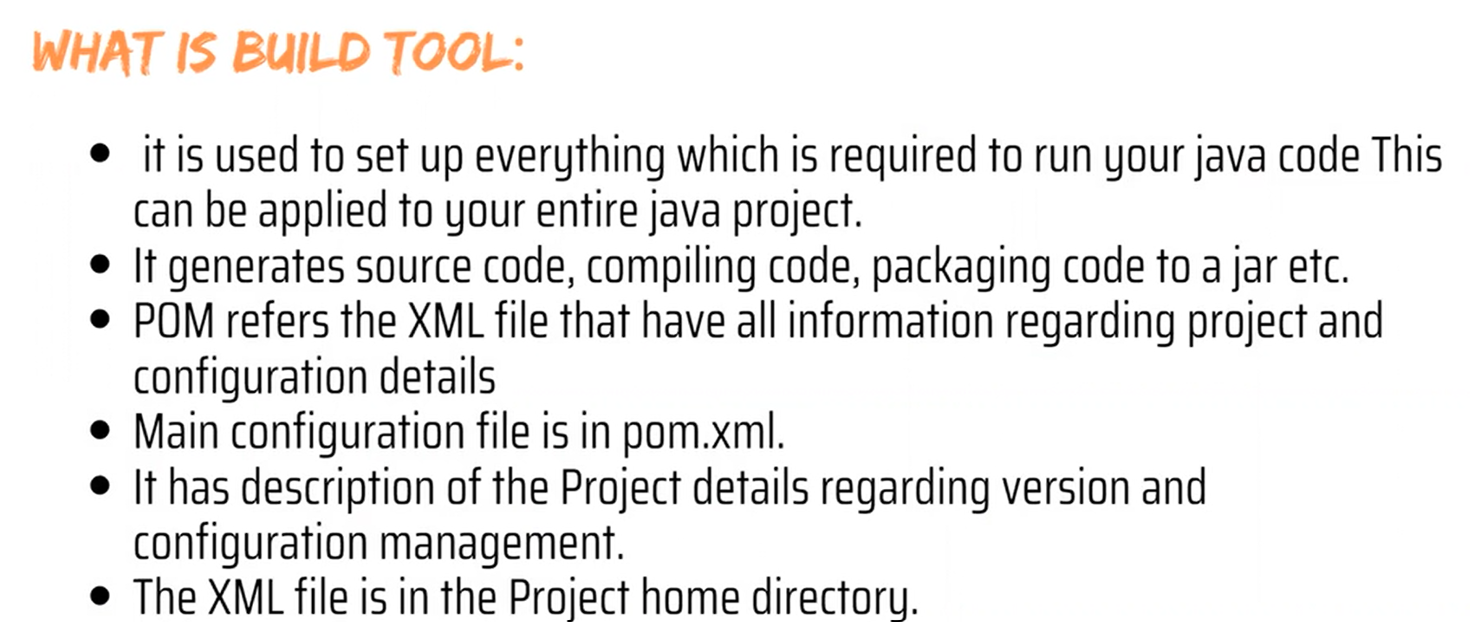 WHAT IS BUILD TOOL:
• it is used to set up everything which is required to run your java code This
can be applied to your entire java project.
• It generates source code, compiling code, packaging code to a jar etc.
• POM refers the XML file that have all information regarding project and
configuration details
• Main configuration file is in pom.xml.
• It has description of the Project details regarding version and
configuration management.
• The XML file is in the Project home directory.